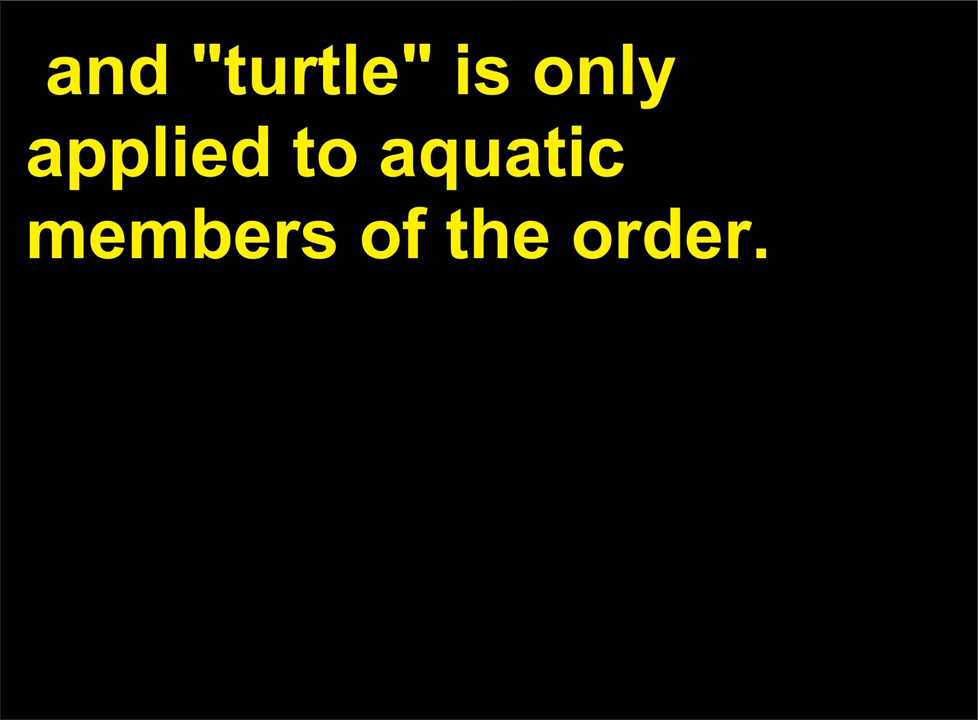 and "turtle" is only
applied to aquatic
members of the order.